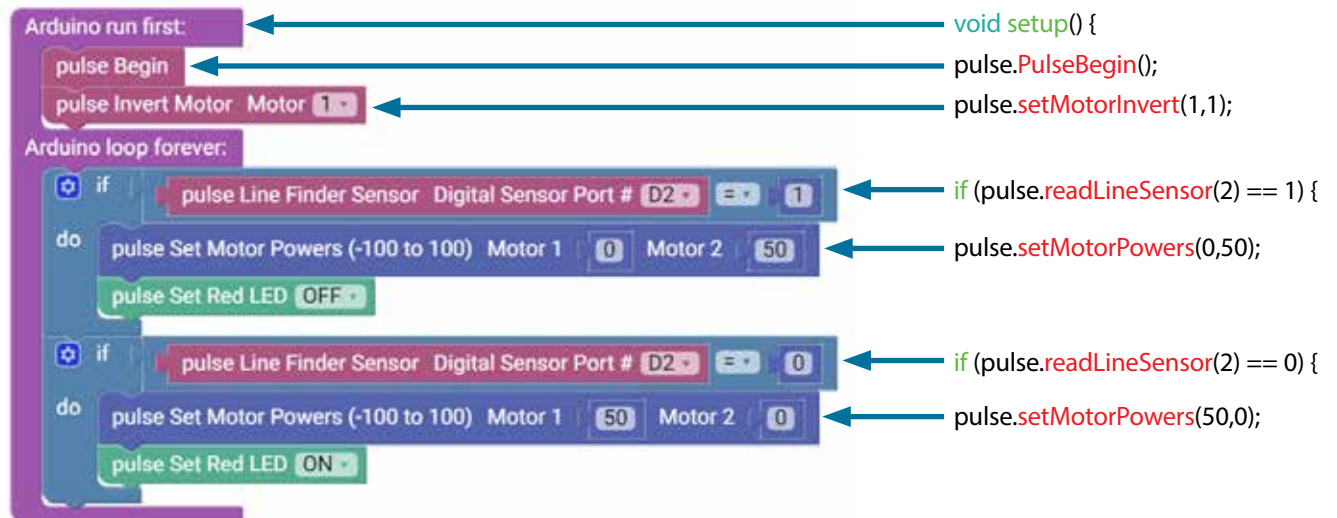 Arduino run first: void setup() {
pulse Begin pulse.PulseBegin();
pulse Invert Motor Motor 1 pulse.setMotorInvert(1,1);
Arduino loop forever:
if pulse Line Finder Sensor Digital Sensor Port # D2 = 1 if (pulse.readLineSensor(2) == 1) {
do pulse Set Motor Powers (-100 to 100) Motor 1 0 Motor 2 50 pulse.setMotorPowers(0,50);
pulse Set Red LED OFF
if pulse Line Finder Sensor Digital Sensor Port # D2 = 0 if (pulse.readLineSensor(2) == 0) {
do pulse Set Motor Powers (-100 to 100) Motor 1 50 Motor 2 0 pulse.setMotorPowers(50,0);
pulse Set Red LED ON